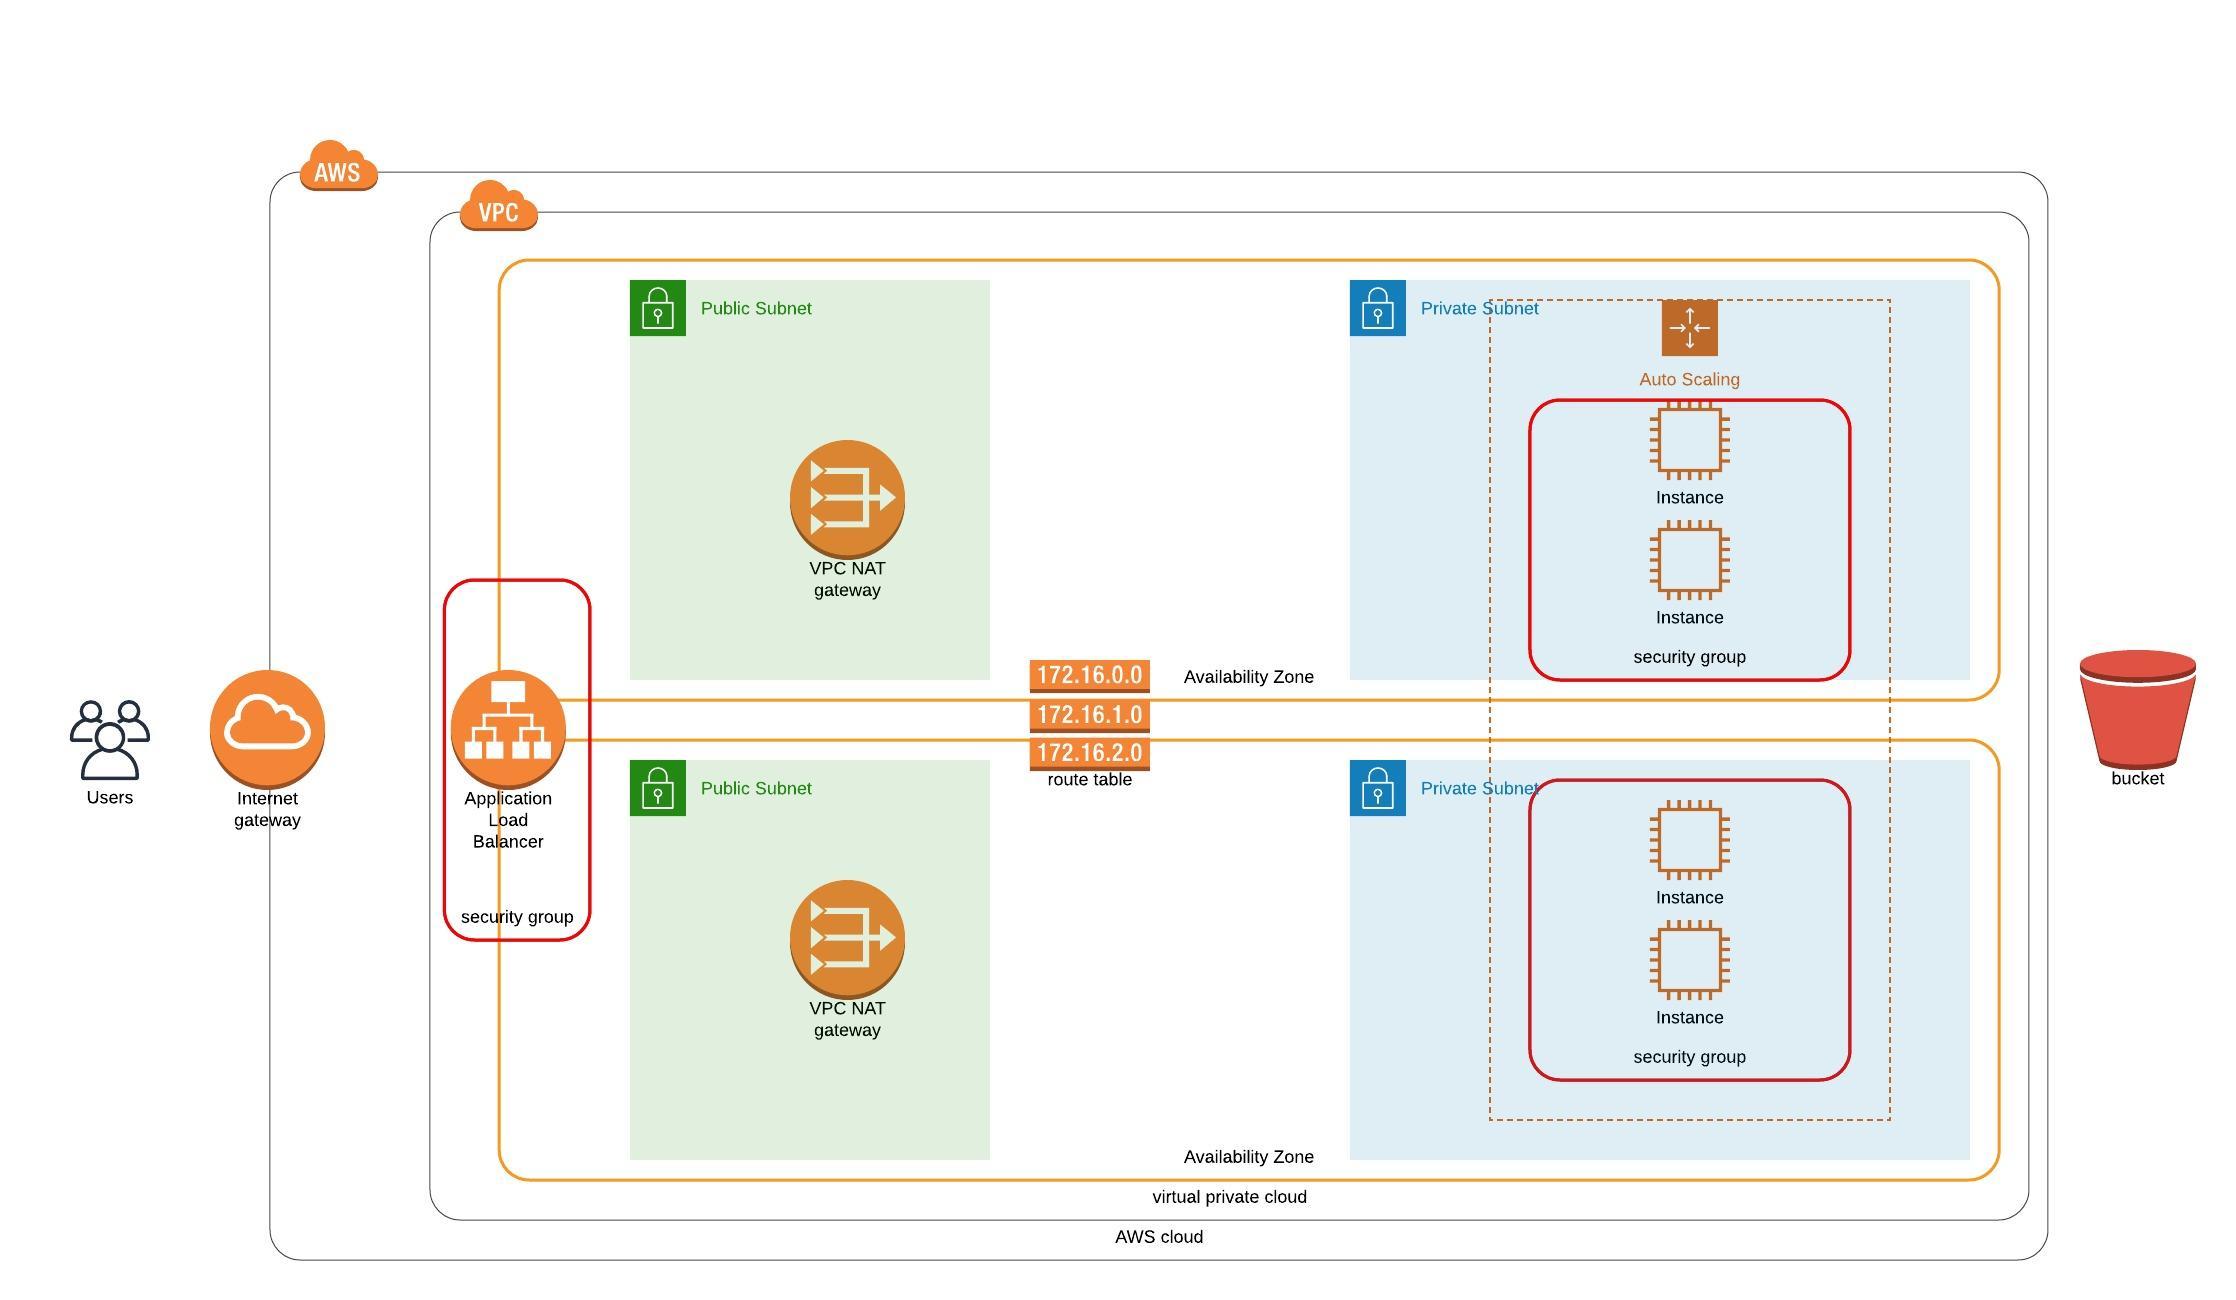 AWS
VPC
Public Subnet
Private Subnet
Auto Scaling
Instance
VPC NAT
gateway
Instance
security group
172.16.0.0
Availability Zone
172.16.1.0
172.16.2.0
route table
Users
Internet
gateway
Application
Load
Balancer
security group
Public Subnet
Private Subnet
bucket
Instance
VPC NAT
gateway
Instance
security group
Availability Zone
virtual private cloud
AWS cloud